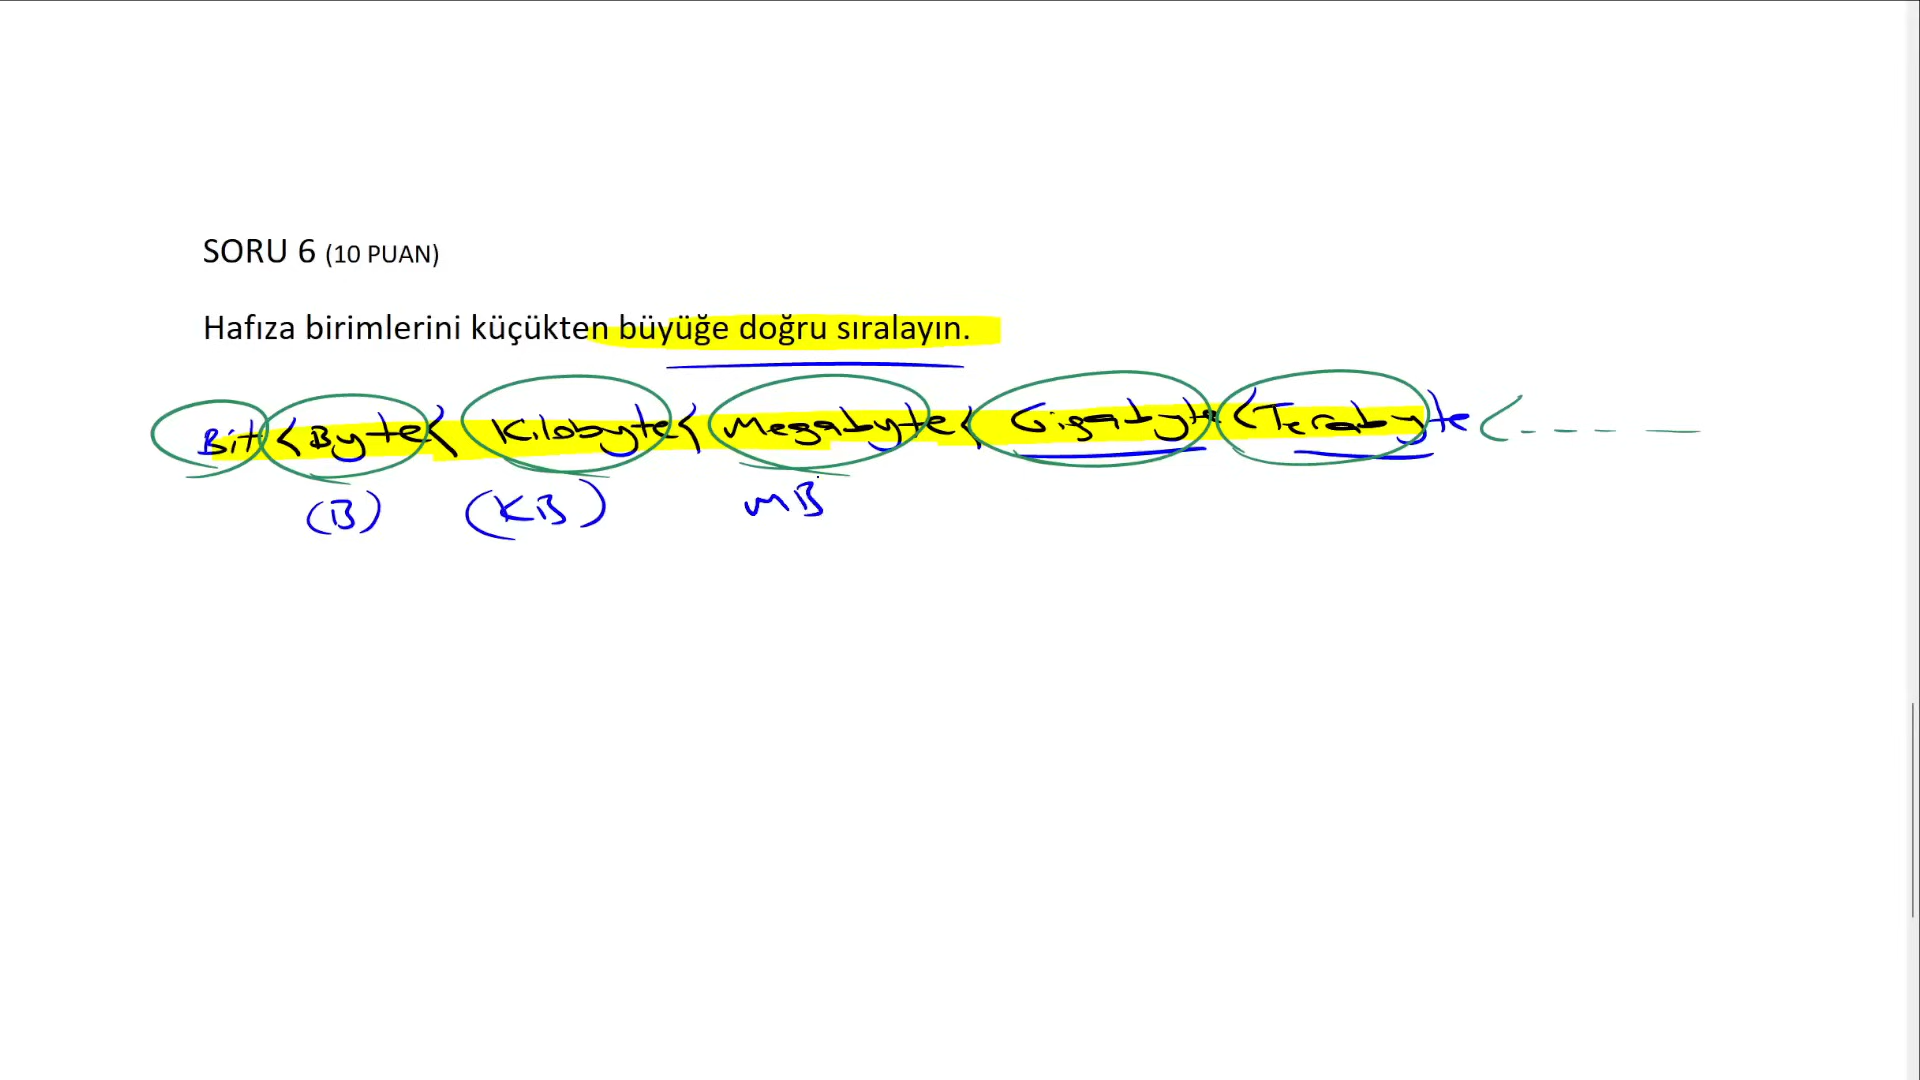 SORU 6 (10 PUAN)
Hafıza birimlerini küçükten büyüğe doğru sıralayın.
Bit < Byte < Kilobyte < Megabyte < Gigabyte < Terabyte < - - - - -
(B) (KB) MB